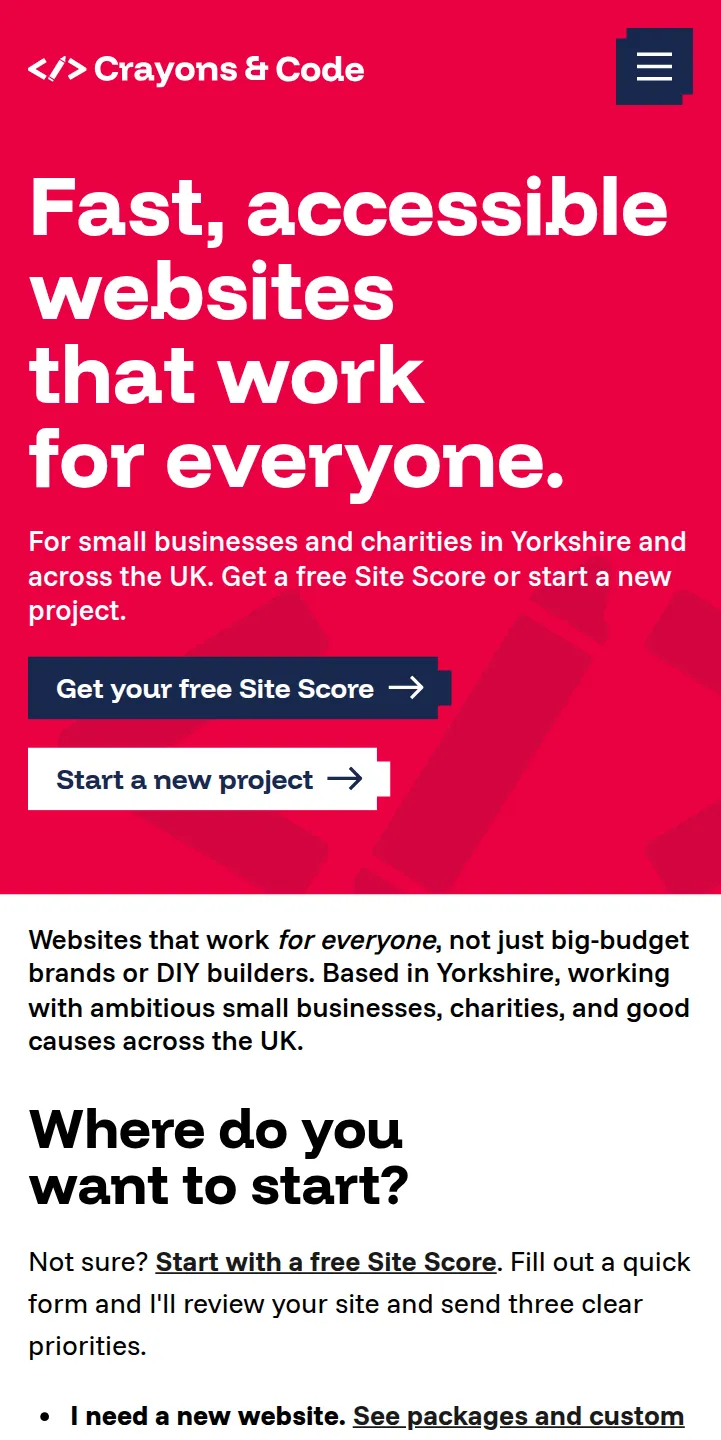 </> Crayons & Code
Fast, accessible
websites
that work
for everyone.
For small businesses and charities in Yorkshire and
across the UK. Get a free Site Score or start a new
project.
Get your free Site Score →
Start a new project →
Websites that work for everyone, not just big-budget
brands or DIY builders. Based in Yorkshire, working
with ambitious small businesses, charities, and good
causes across the UK.
Where do you
want to start?
Not sure? Start with a free Site Score. Fill out a quick
form and I'll review your site and send three clear
priorities.
• I need a new website. See packages and custom